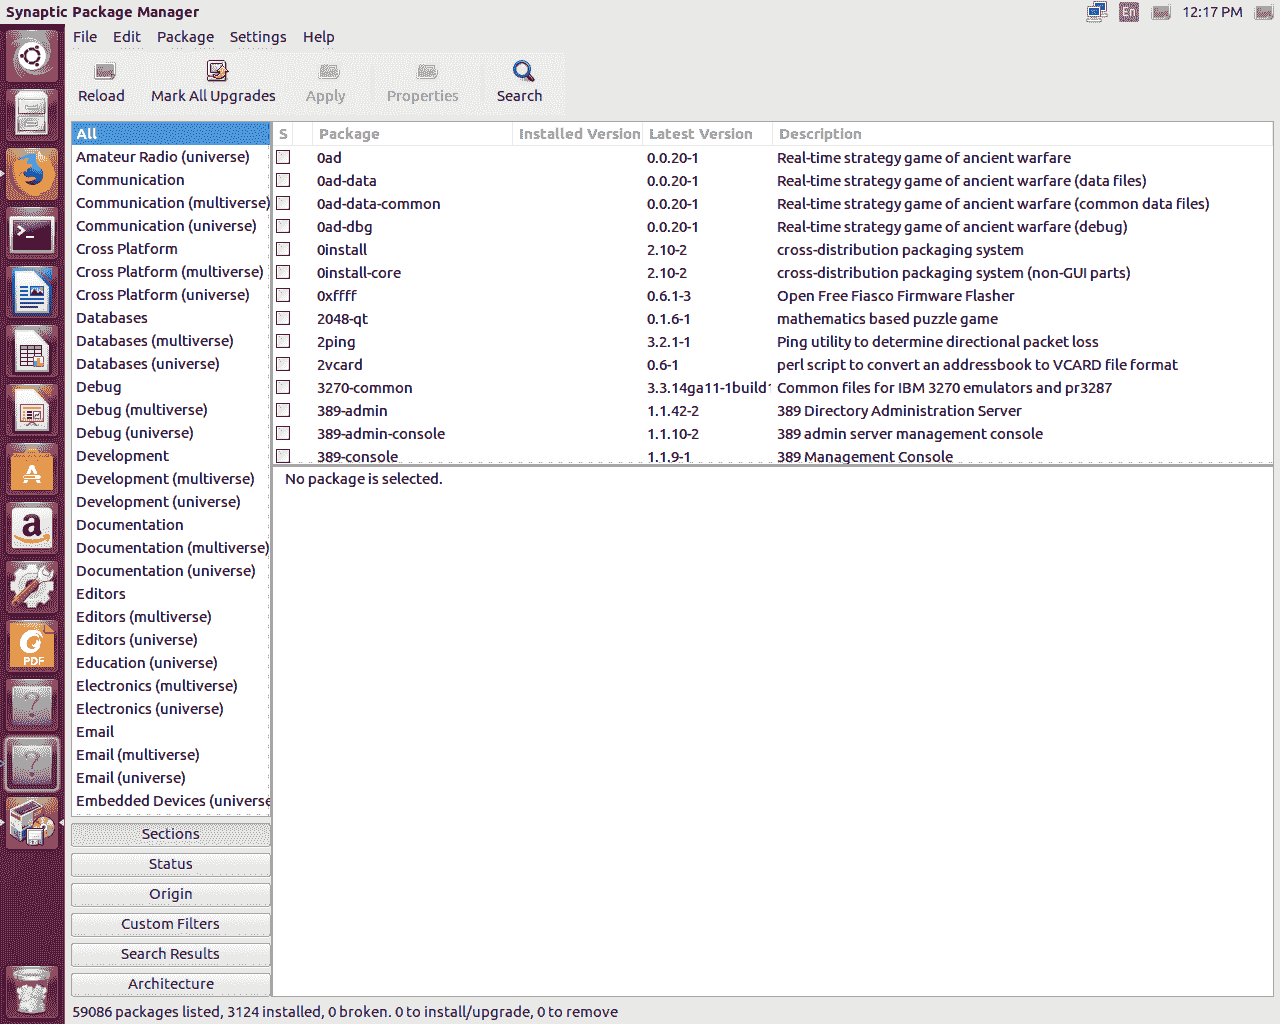 Synaptic Package Manager
En
12:17 PM
File Edit Package Settings Help
Reload Mark All Upgrades Apply Properties Search
All
Amateur Radio (universe)
Communication
Communication (multiverse)
Communication (universe)
Cross Platform
Cross Platform (multiverse)
Cross Platform (universe)
Databases
Databases (multiverse)
Databases (universe)
Debug
Debug (multiverse)
Debug (universe)
Development
Development (multiverse)
Development (universe)
Documentation
Documentation (multiverse)
Documentation (universe)
Editors
Editors (multiverse)
Editors (universe)
Education (universe)
Electronics (multiverse)
Electronics (universe)
Email
Email (multiverse)
Email (universe)
Embedded Devices (universe
Sections
Status
Origin
Custom Filters
Search Results
Architecture
S Package Installed Version Latest Version Description
0ad 0.0.20-1 Real-time strategy game of ancient warfare
0ad-data 0.0.20-1 Real-time strategy game of ancient warfare (data files)
0ad-data-common 0.0.20-1 Real-time strategy game of ancient warfare (common data files)
0ad-dbg 0.0.20-1 Real-time strategy game of ancient warfare (debug)
0install 2.10-2 cross-distribution packaging system
0install-core 2.10-2 cross-distribution packaging system (non-GUI parts)
0xffff 0.6.1-3 Open Free Fiasco Firmware Flasher
2048-qt 0.1.6-1 mathematics based puzzle game
2ping 3.2.1-1 Ping utility to determine directional packet loss
2vcard 0.6-1 perl script to convert an addressbook to VCARD file format
3270-common 3.3.14ga11-1build1 Common files for IBM 3270 emulators and pr3287
389-admin 1.1.42-2 389 Directory Administration Server
389-admin-console 1.1.10-2 389 admin server management console
389-console 1.1.9-1 389 Management Console
No package is selected.
PDF
59086 packages listed, 3124 installed, 0 broken. 0 to install/upgrade, 0 to remove